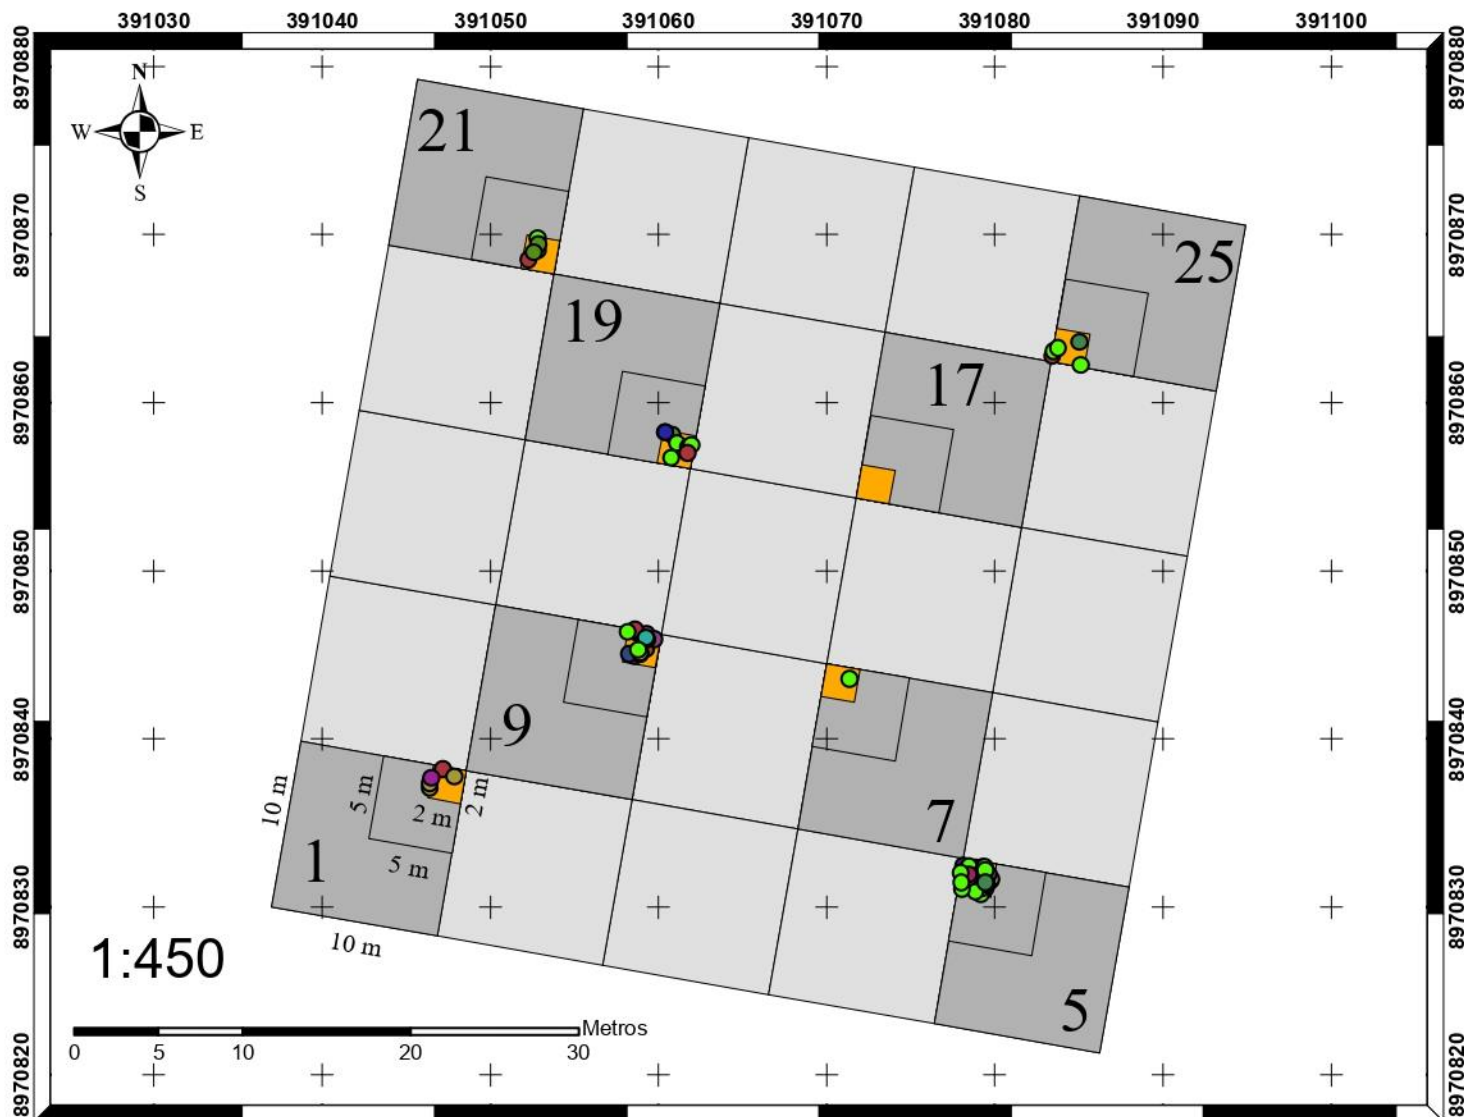 391030 391040 391050 391060 391070 391080 391090 391100
8970880 8970880
N
W E
S
21
25
8970870 8970870
19
17
8970860 8970860
8970850 8970850
9
8970840 8970840
10 m 5 m 2 m 2 m
7
1 5 m
8970830 8970830
10 m
1:450
5
Metros
0 5 10 20 30
8970820 8970820